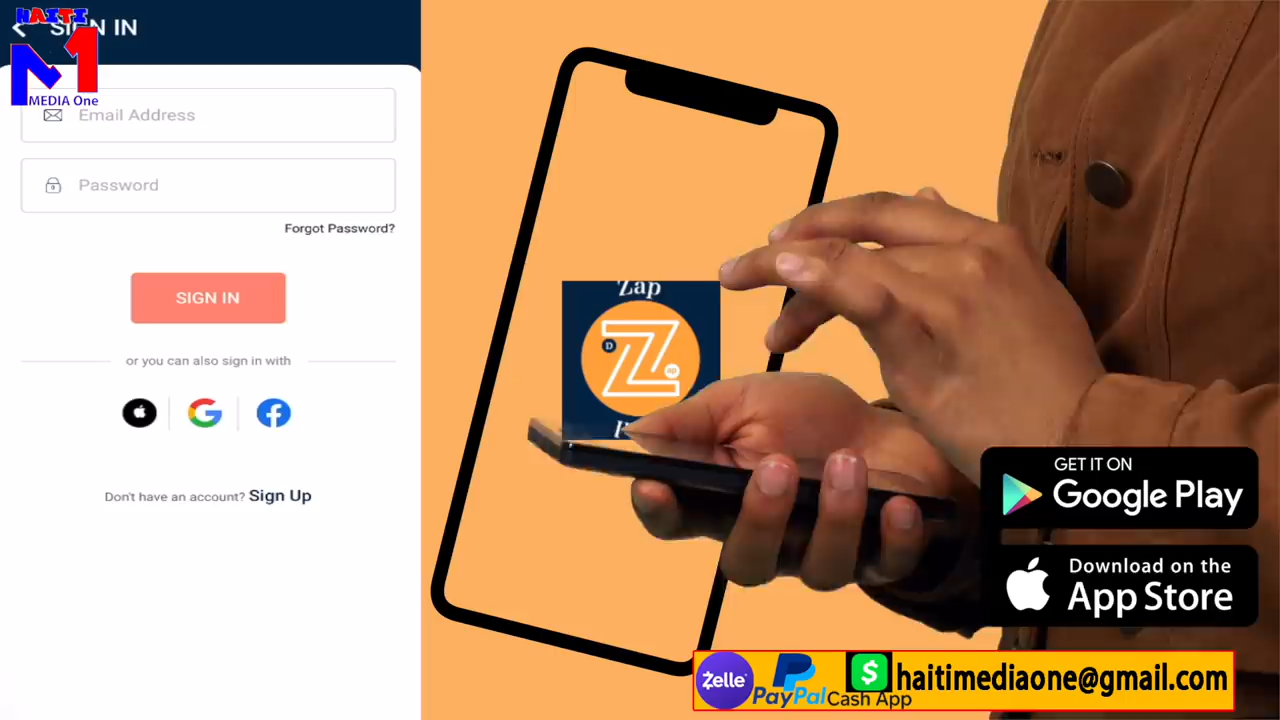 HAITI
SIGN IN
M1
MEDIA One
Email Address
Password
Forgot Password?
SIGN IN
or you can also sign in with
Don't have an account? Sign Up
Zap
D
Z
GET IT ON
Google Play
Download on the
App Store
Zelle
PayPal
Cash App
haitimediaone@gmail.com